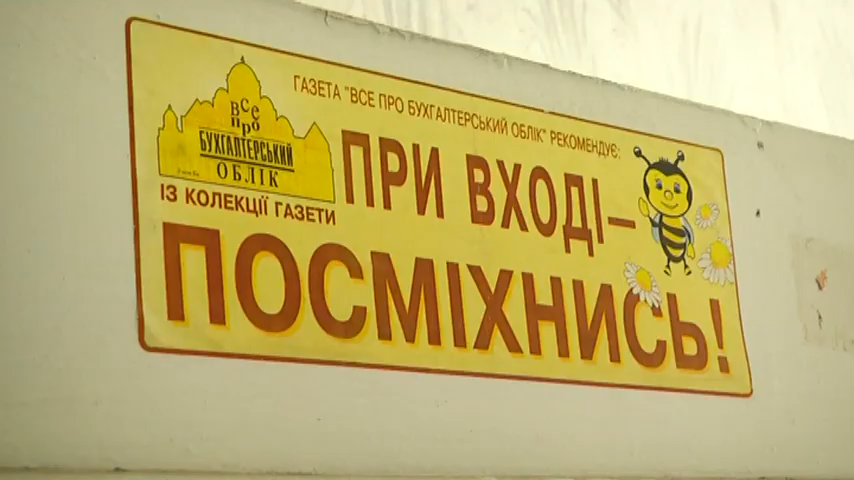 ГАЗЕТА "ВСЕ ПРО БУХГАЛТЕРСЬКИЙ ОБЛІК" РЕКОМЕНДУЄ:
все
про
БУХГАЛТЕРСЬКИЙ
ОБЛІК
ІЗ КОЛЕКЦІЇ ГАЗЕТИ
ПРИ ВХОДІ–
ПОСМІХНИСЬ!